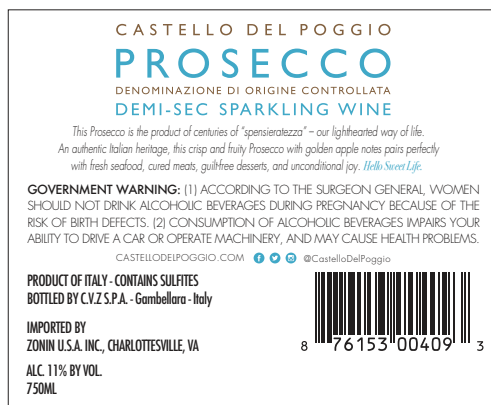 CASTELLO DEL POGGIO
PROSECCO
DENOMINAZIONE DI ORIGINE CONTROLLATA
DEMI-SEC SPARKLING WINE
This Prosecco is the product of centuries of “spensieratezza” – our lighthearted way of life.
An authentic Italian heritage, this crisp and fruity Prosecco with golden apple notes pairs perfectly
with fresh seafood, cured meats, guilt-free desserts, and unconditional joy. Hello Sweet Life.
GOVERNMENT WARNING: (1) ACCORDING TO THE SURGEON GENERAL, WOMEN
SHOULD NOT DRINK ALCOHOLIC BEVERAGES DURING PREGNANCY BECAUSE OF THE
RISK OF BIRTH DEFECTS. (2) CONSUMPTION OF ALCOHOLIC BEVERAGES IMPAIRS YOUR
ABILITY TO DRIVE A CAR OR OPERATE MACHINERY, AND MAY CAUSE HEALTH PROBLEMS.
CASTELLODELPOGGIO.COM @CastelloDelPoggio
PRODUCT OF ITALY - CONTAINS SULFITES
BOTTLED BY C.V.Z S.P.A. - Gambellara - Italy
IMPORTED BY
ZONIN U.S.A. INC., CHARLOTTESVILLE, VA
ALC. 11% BY VOL.
750ML
8 76153 00409 3